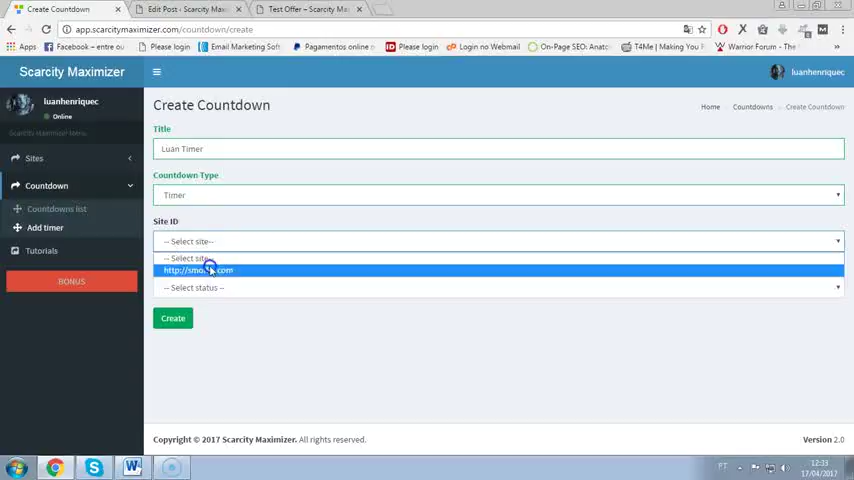 Create Countdown
Edit Post ‹ Scarcity Ma
Test Offer – Scarcity Ma
app.scarcitymaximizer.com/countdown/create
Apps
Facebook – entre ou
Please login
Email Marketing Soft
Pagamentos online
Please login
Login no Webmail
On-Page SEO: Anato
T4Me | Making You
Warrior Forum - The
Scarcity Maximizer
luanhenriquec
luanhenriquec
Online
Scarcity Maximizer Menu
Sites
Countdown
Countdowns list
Add timer
Tutorials
BONUS
Create Countdown
Home
Countdowns
Create Countdown
Title
Luan Timer
Countdown Type
Timer
Site ID
-- Select site--
-- Select site
-- Select status --
Create
Copyright © 2017 Scarcity Maximizer. All rights reserved.
Version 2.0
PT
12:33
17/04/2017